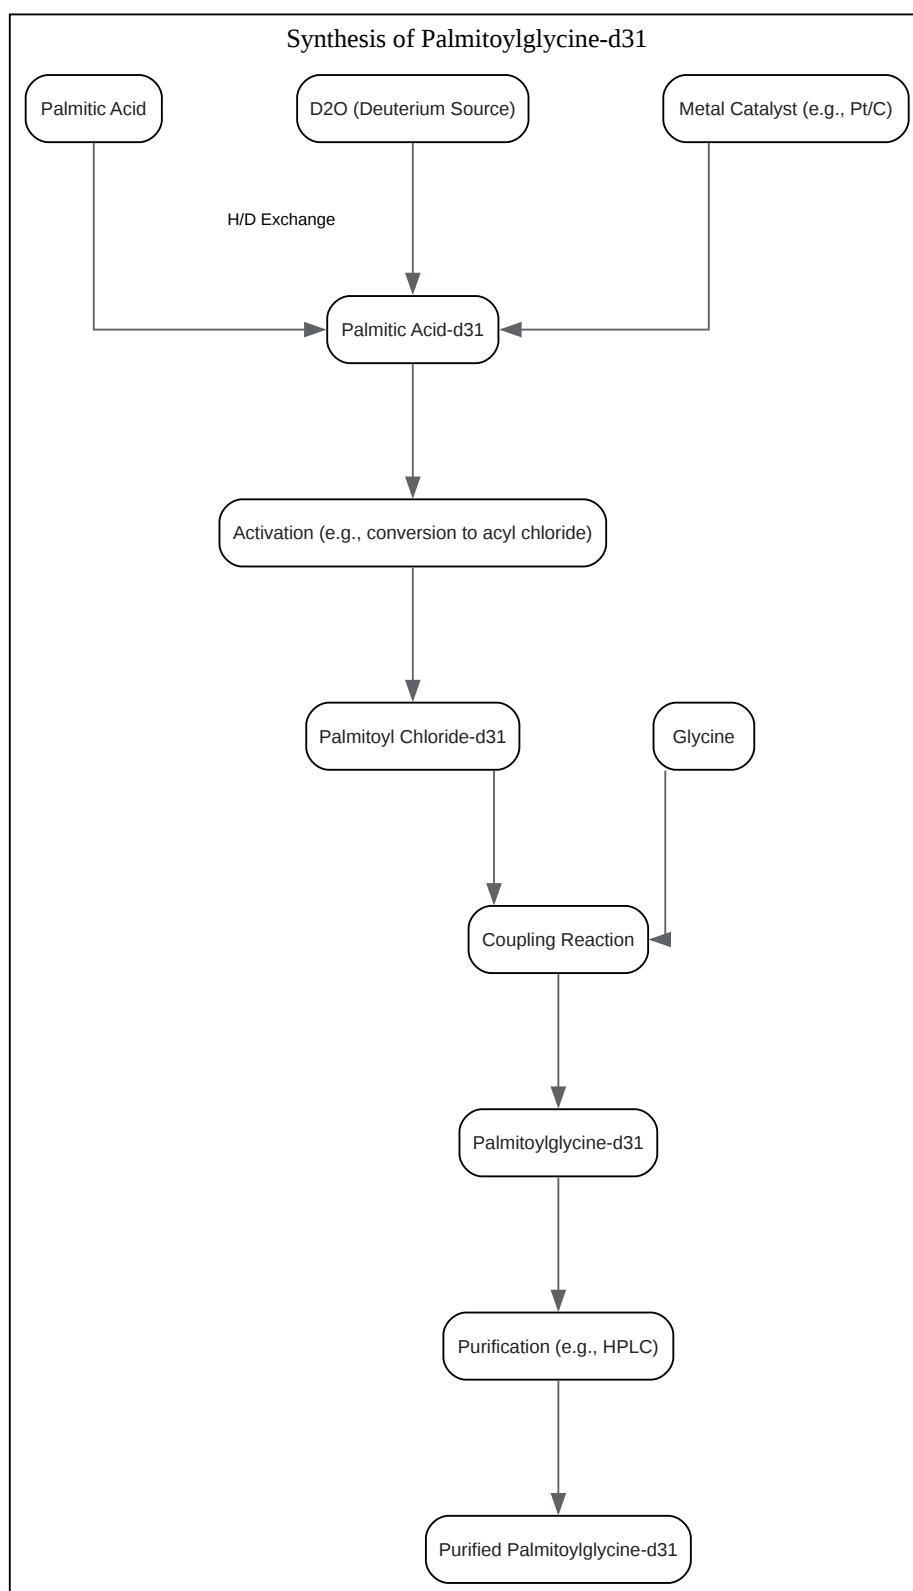 Synthesis of Palmitoylglycine-d31
Palmitic Acid
D2O (Deuterium Source)
Metal Catalyst (e.g., Pt/C)
H/D Exchange
Palmitic Acid-d31
Activation (e.g., conversion to acyl chloride)
Palmitoyl Chloride-d31
Glycine
Coupling Reaction
Palmitoylglycine-d31
Purification (e.g., HPLC)
Purified Palmitoylglycine-d31